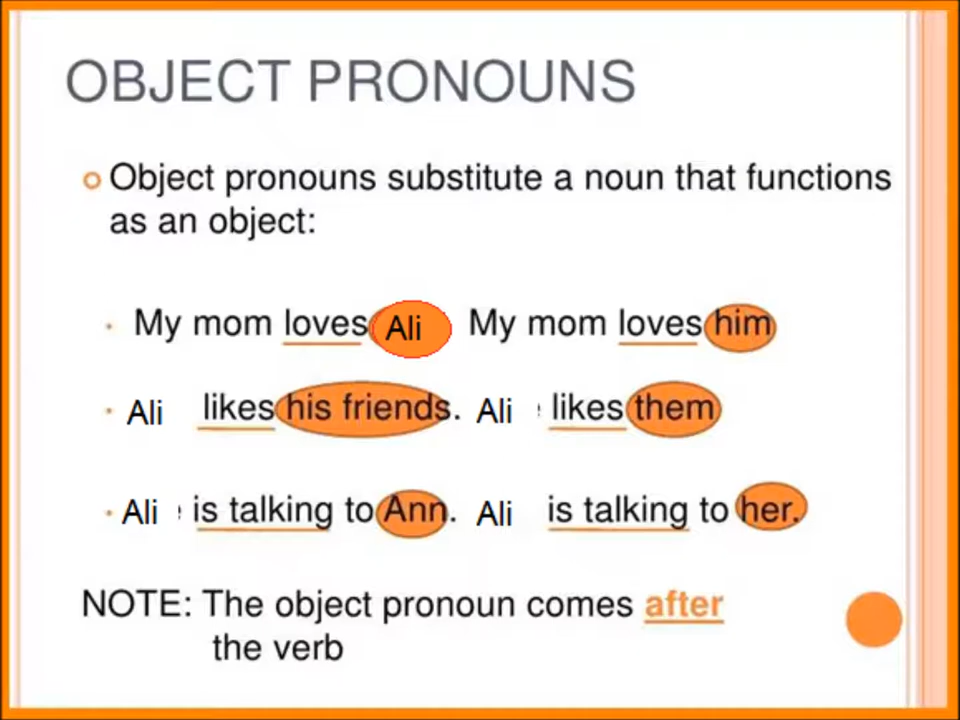 OBJECT PRONOUNS
Object pronouns substitute a noun that functions
as an object:
My mom loves Ali My mom loves him
Ali likes his friends. Ali likes them
Ali is talking to Ann. Ali is talking to her.
NOTE: The object pronoun comes after
the verb